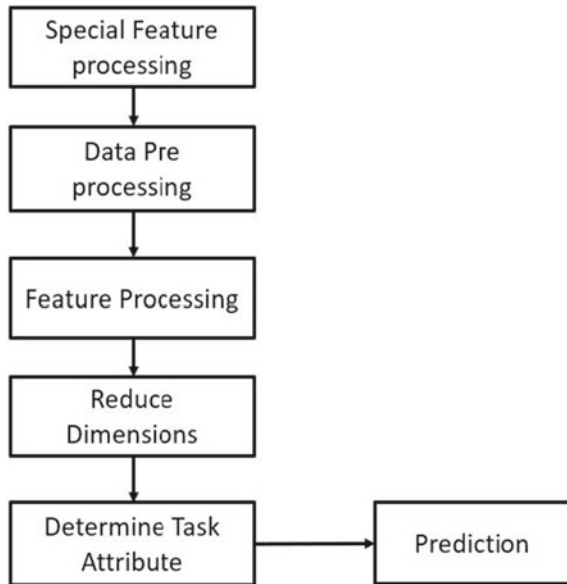 Special Feature
processing
Data Pre
processing
Feature Processing
Reduce
Dimensions
Determine Task
Attribute
Prediction